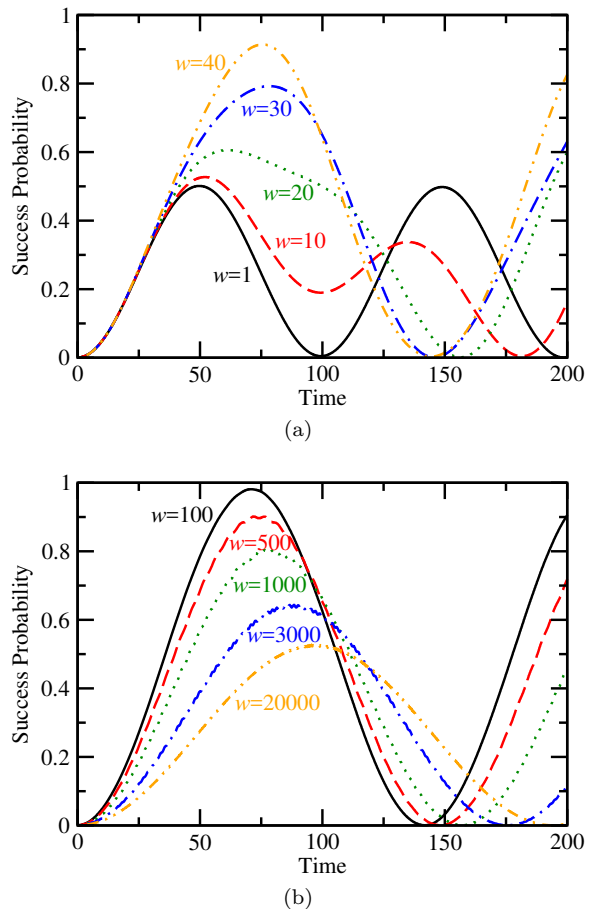 1
0.8
0.6
0.4
0.2
0
Success Probability
w=40
w=30
w=20
w=10
w=1
0 50 100 150 200
Time
(a)
1
0.8
0.6
0.4
0.2
0
Success Probability
w=100
w=500
w=1000
w=3000
w=20000
0 50 100 150 200
Time
(b)